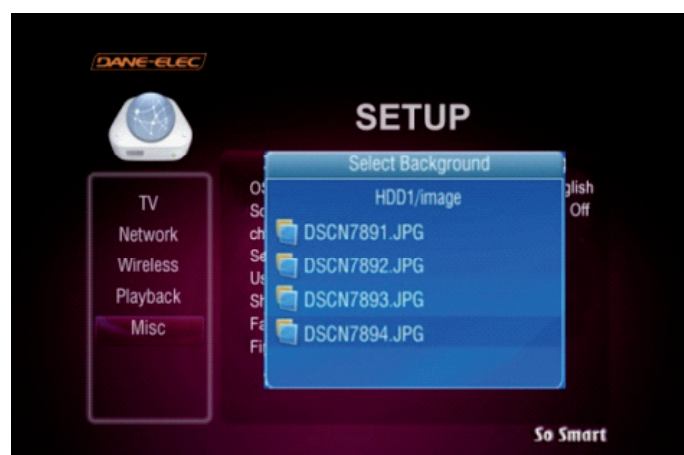 DANE-ELEC
SETUP
Select Background
HDD1/image
DSCN7891.JPG
DSCN7892.JPG
DSCN7893.JPG
DSCN7894.JPG
TV
Network
Wireless
Playback
Misc
Off
So Smart